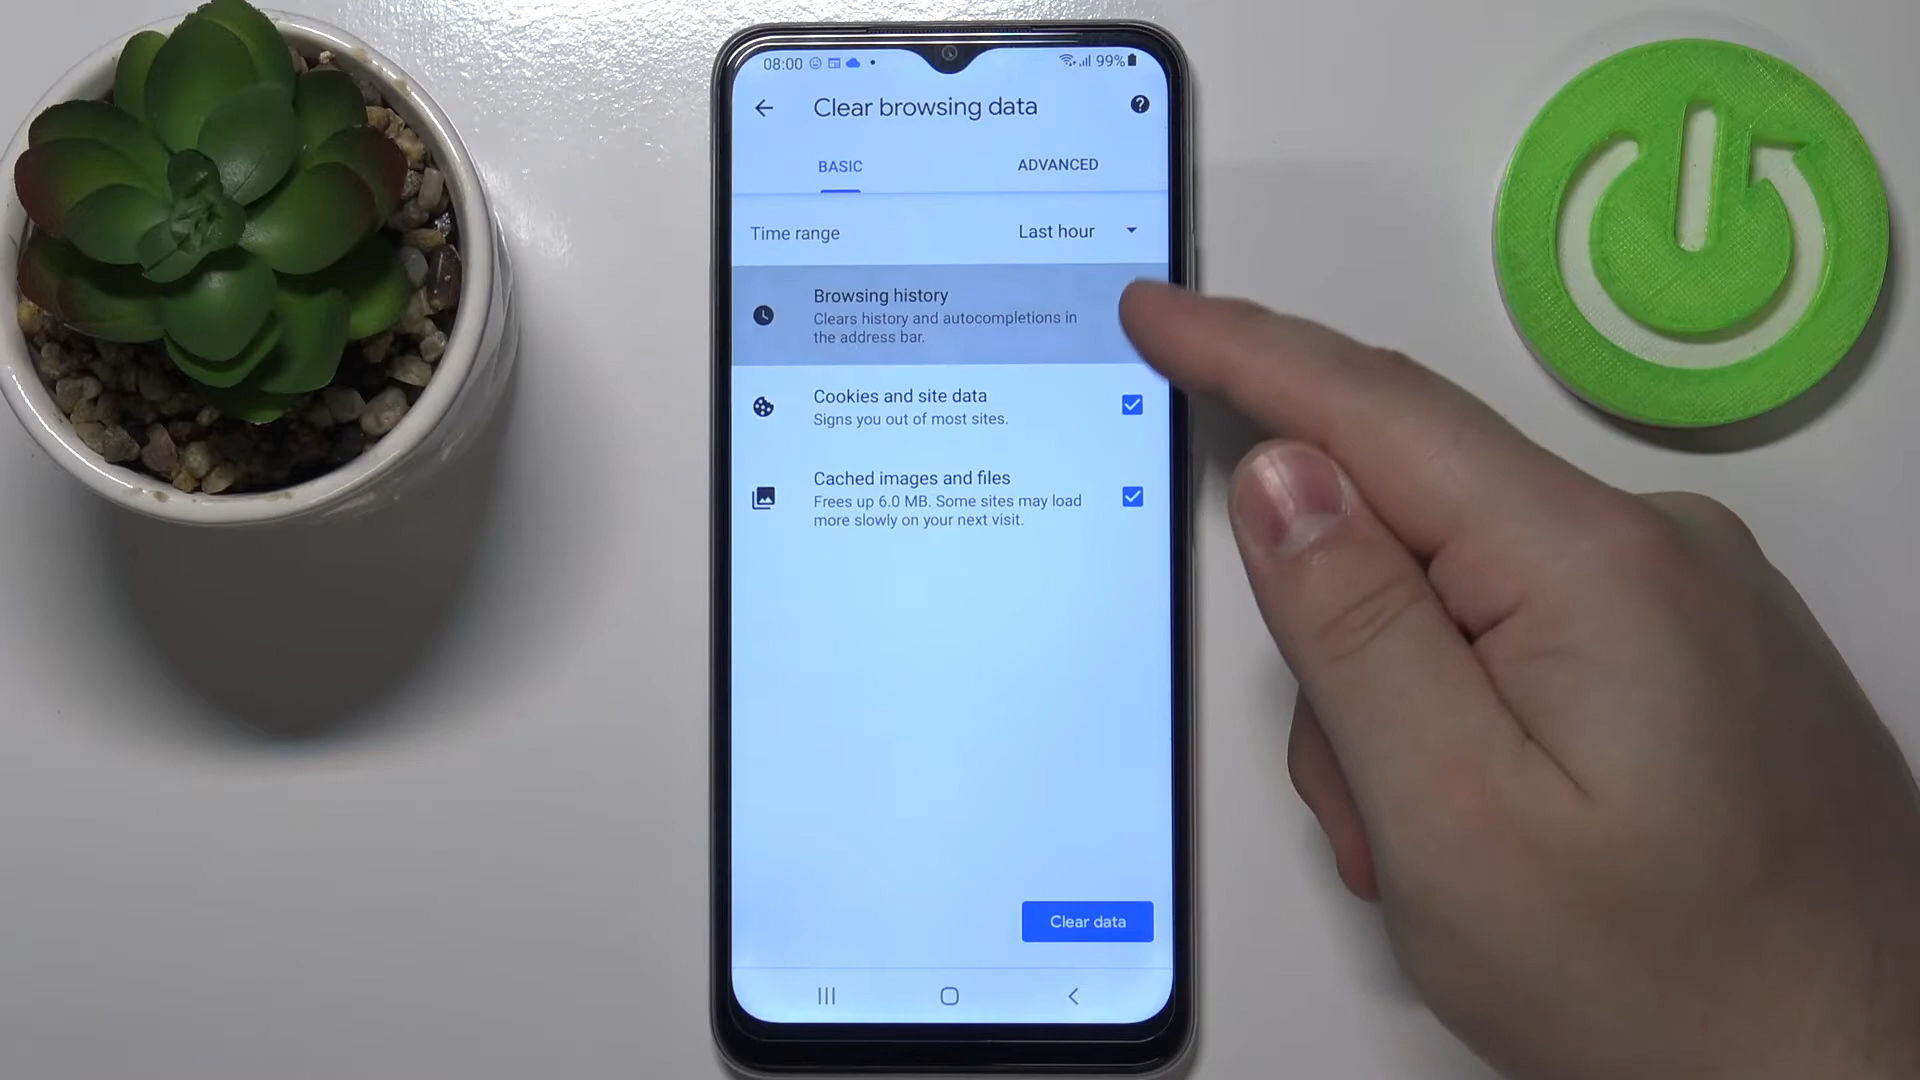 08:00
99%
Clear browsing data
BASIC
ADVANCED
Time range
Last hour
Browsing history
Clears history and autocompletions in
the address bar.
Cookies and site data
Signs you out of most sites.
Cached images and files
Frees up 6.0 MB. Some sites may load
more slowly on your next visit.
Clear data